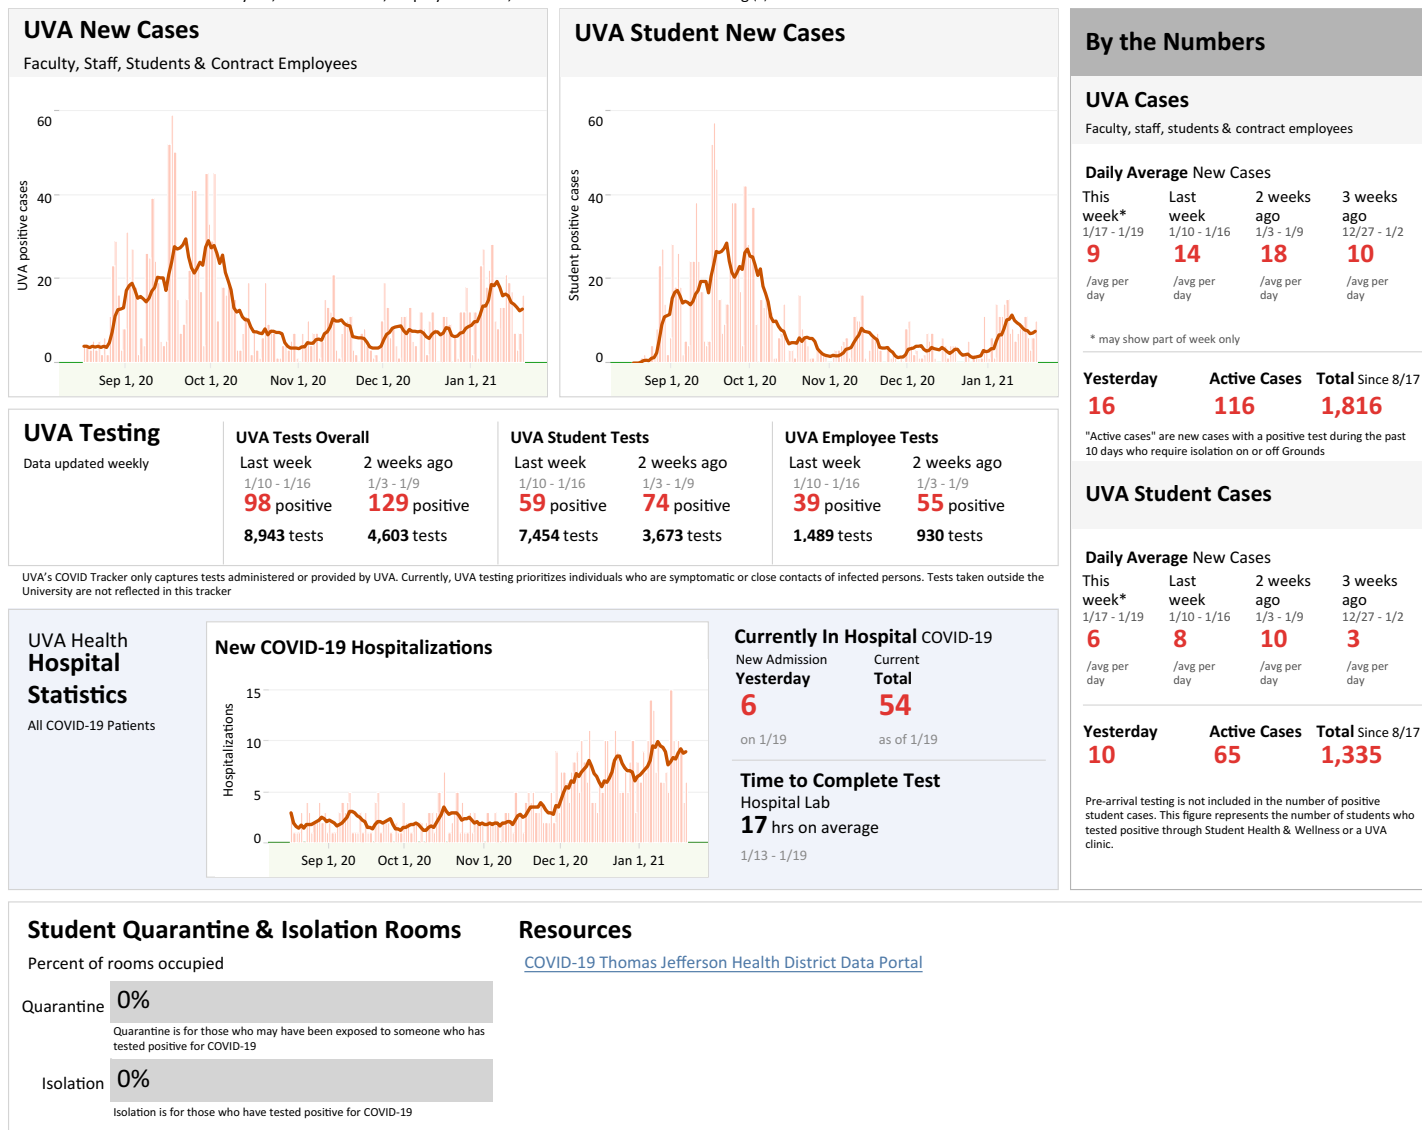 UVA New Cases
Faculty, Staff, Students & Contract Employees
UVA positive cases
60
40
20
0
Sep 1, 20 Oct 1, 20 Nov 1, 20 Dec 1, 20 Jan 1, 21
UVA Student New Cases
Student positive cases
60
40
20
0
Sep 1, 20 Oct 1, 20 Nov 1, 20 Dec 1, 20 Jan 1, 21
UVA Testing
Data updated weekly
UVA Tests Overall
Last week 2 weeks ago
1/10 - 1/16 1/3 - 1/9
98 positive 129 positive
8,943 tests 4,603 tests
UVA Student Tests
Last week 2 weeks ago
1/10 - 1/16 1/3 - 1/9
59 positive 74 positive
7,454 tests 3,673 tests
UVA Employee Tests
Last week 2 weeks ago
1/10 - 1/16 1/3 - 1/9
39 positive 55 positive
1,489 tests 930 tests
UVA's COVID Tracker only captures tests administered or provided by UVA. Currently, UVA testing prioritizes individuals who are symptomatic or close contacts of infected persons. Tests taken outside the
University are not reflected in this tracker
UVA Health
Hospital
Statistics
All COVID-19 Patients
New COVID-19 Hospitalizations
Hospitalizations
15
10
5
0
Sep 1, 20 Oct 1, 20 Nov 1, 20 Dec 1, 20 Jan 1, 21
Currently In Hospital COVID-19
New Admission Current
Yesterday Total
6 54
on 1/19 as of 1/19
Time to Complete Test
Hospital Lab
17 hrs on average
1/13 - 1/19
By the Numbers
UVA Cases
Faculty, staff, students & contract employees
Daily Average New Cases
This Last 2 weeks 3 weeks
week* week ago ago
1/17 - 1/19 1/10 - 1/16 1/3 - 1/9 12/27 - 1/2
9 14 18 10
/avg per /avg per /avg per /avg per
day day day day
* may show part of week only
Yesterday Active Cases Total Since 8/17
16 116 1,816
"Active cases" are new cases with a positive test during the past
10 days who require isolation on or off Grounds
UVA Student Cases
Daily Average New Cases
This Last 2 weeks 3 weeks
week* week ago ago
1/17 - 1/19 1/10 - 1/16 1/3 - 1/9 12/27 - 1/2
6 8 10 3
/avg per /avg per /avg per /avg per
day day day day
Yesterday Active Cases Total Since 8/17
10 65 1,335
Pre-arrival testing is not included in the number of positive
student cases. This figure represents the number of students who
tested positive through Student Health & Wellness or a UVA
clinic.
Student Quarantine & Isolation Rooms
Percent of rooms occupied
Quarantine 0%
Quarantine is for those who may have been exposed to someone who has
tested positive for COVID-19
Isolation 0%
Isolation is for those who have tested positive for COVID-19
Resources
COVID-19 Thomas Jefferson Health District Data Portal